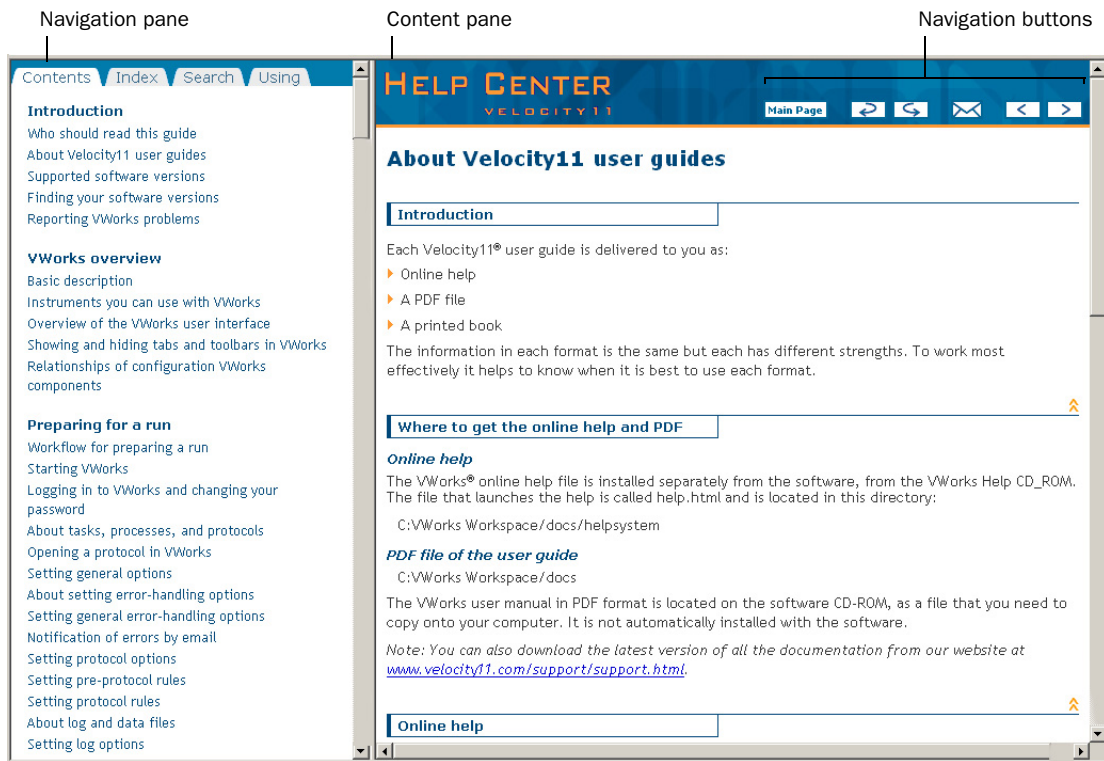 Navigation pane
Content pane
Navigation buttons
Contents
Index
Search
Using
Introduction
Who should read this guide
About Velocity11 user guides
Supported software versions
Finding your software versions
Reporting VWorks problems
VWorks overview
Basic description
Instruments you can use with VWorks
Overview of the VWorks user interface
Showing and hiding tabs and toolbars in VWorks
Relationships of configuration VWorks
components
Preparing for a run
Workflow for preparing a run
Starting VWorks
Logging in to VWorks and changing your
password
About tasks, processes, and protocols
Opening a protocol in VWorks
Setting general options
About setting error-handling options
Setting general error-handling options
Notification of errors by email
Setting protocol options
Setting pre-protocol rules
Setting protocol rules
About log and data files
Setting log options
HELP CENTER
VELOCITY11
Main Page
< >
About Velocity11 user guides
Introduction
Each Velocity11® user guide is delivered to you as:
Online help
A PDF file
A printed book
The information in each format is the same but each has different strengths. To work most
effectively it helps to know when it is best to use each format.
Where to get the online help and PDF
Online help
The VWorks® online help file is installed separately from the software, from the VWorks Help CD_ROM.
The file that launches the help is called help.html and is located in this directory:
C:VWorks Workspace/docs/helpsystem
PDF file of the user guide
C:VWorks Workspace/docs
The VWorks user manual in PDF format is located on the software CD-ROM, as a file that you need to
copy onto your computer. It is not automatically installed with the software.
Note: You can also download the latest version of all the documentation from our website at
www.velocity11.com/support/support.html.
Online help